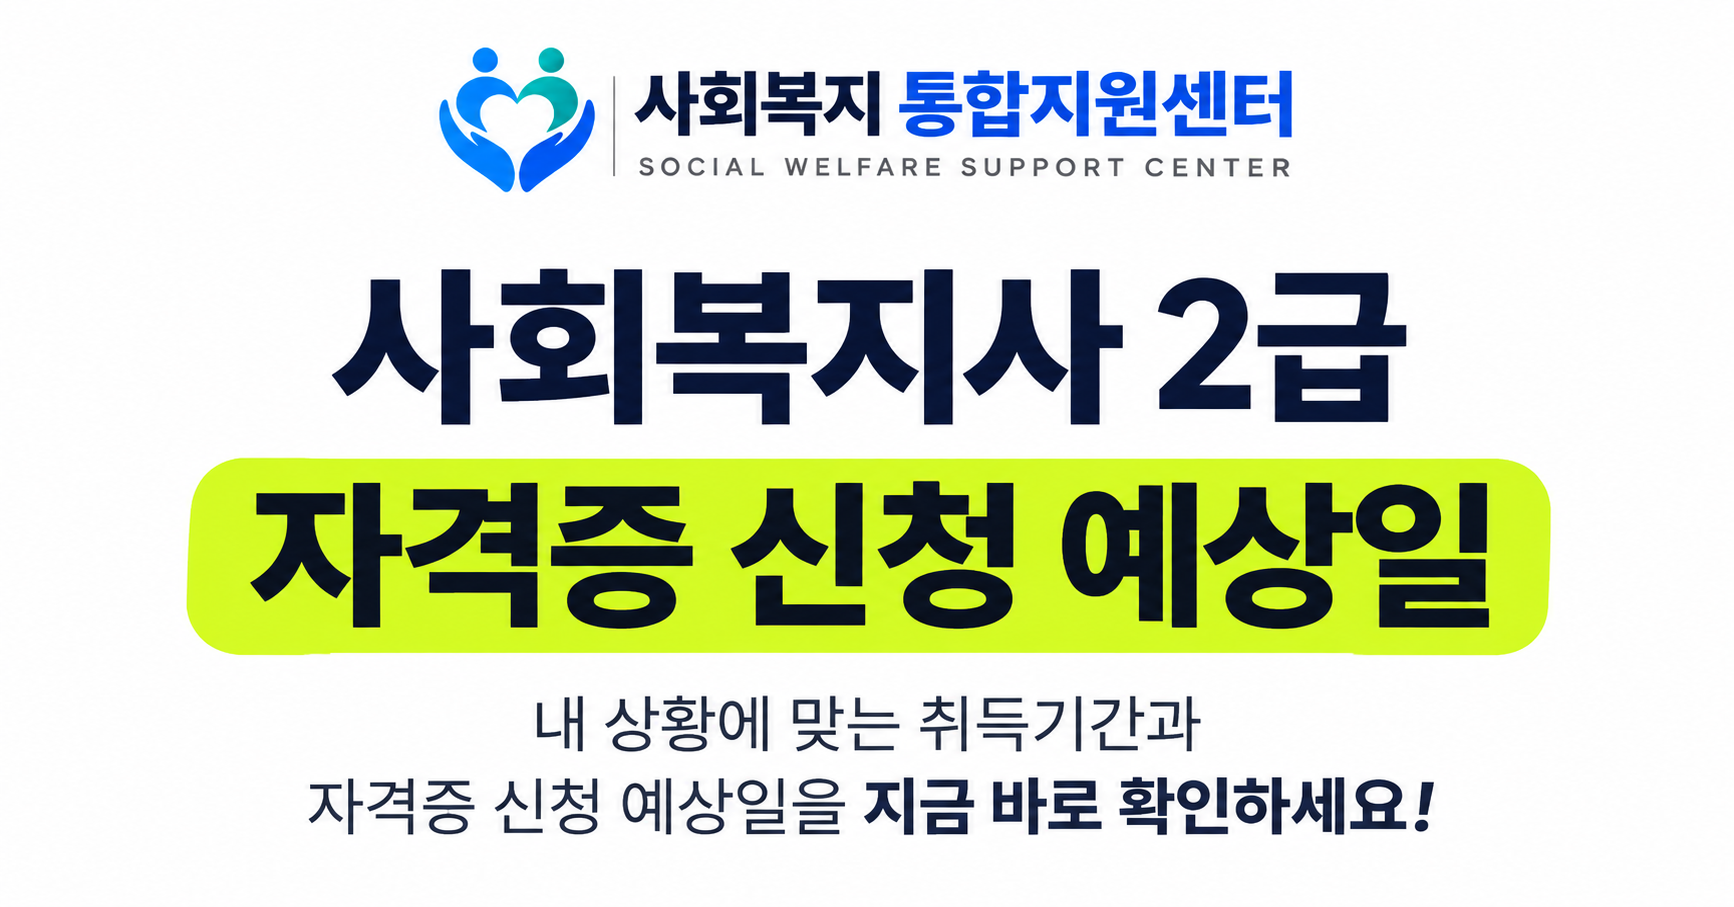 사회복지 통합지원센터
SOCIAL WELFARE SUPPORT CENTER
사회복지사 2급
자격증 신청 예상일
내 상황에 맞는 취득기간과
자격증 신청 예상일을 지금 바로 확인하세요!